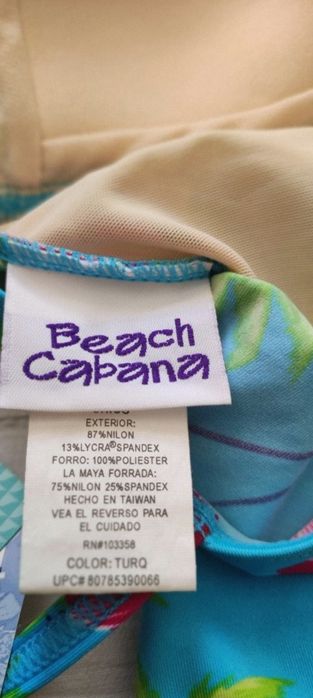 Beach
Cabana
EXTERIOR:
87%NILON
13%LYCRA®SPANDEX
FORRO: 100%POLIESTER
LA MAYA FORRADA:
75%NILON 25%SPANDEX
HECHO EN TAIWAN
VEA EL REVERSO PARA
EL CUIDADO
RN#103358
COLOR: TURQ
UPC# 80785390066